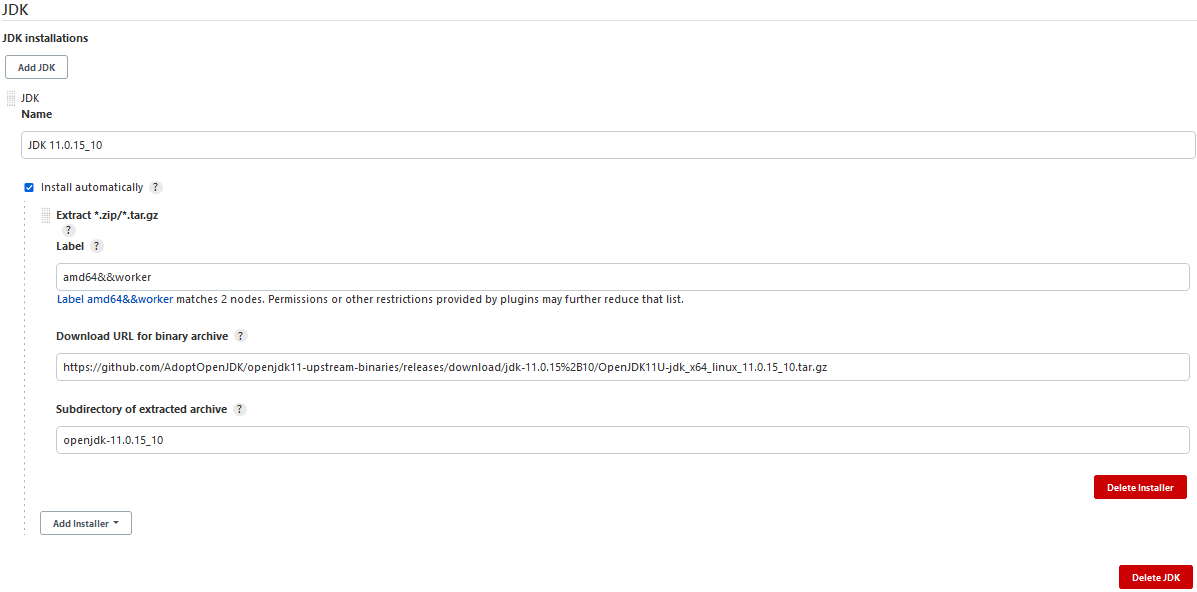 JDK
JDK installations
Add JDK
JDK
Name
JDK 11.0.15_10
Install automatically ?
Extract *.zip/*.tar.gz
?
Label ?
amd64&&worker
Label amd64&&worker matches 2 nodes. Permissions or other restrictions provided by plugins may further reduce that list.
Download URL for binary archive ?
https://github.com/AdoptOpenJDK/openjdk11-upstream-binaries/releases/download/jdk-11.0.15%2B10/OpenJDK11U-jdk_x64_linux_11.0.15_10.tar.gz
Subdirectory of extracted archive ?
openjdk-11.0.15_10
Delete Installer
Add Installer
Delete JDK